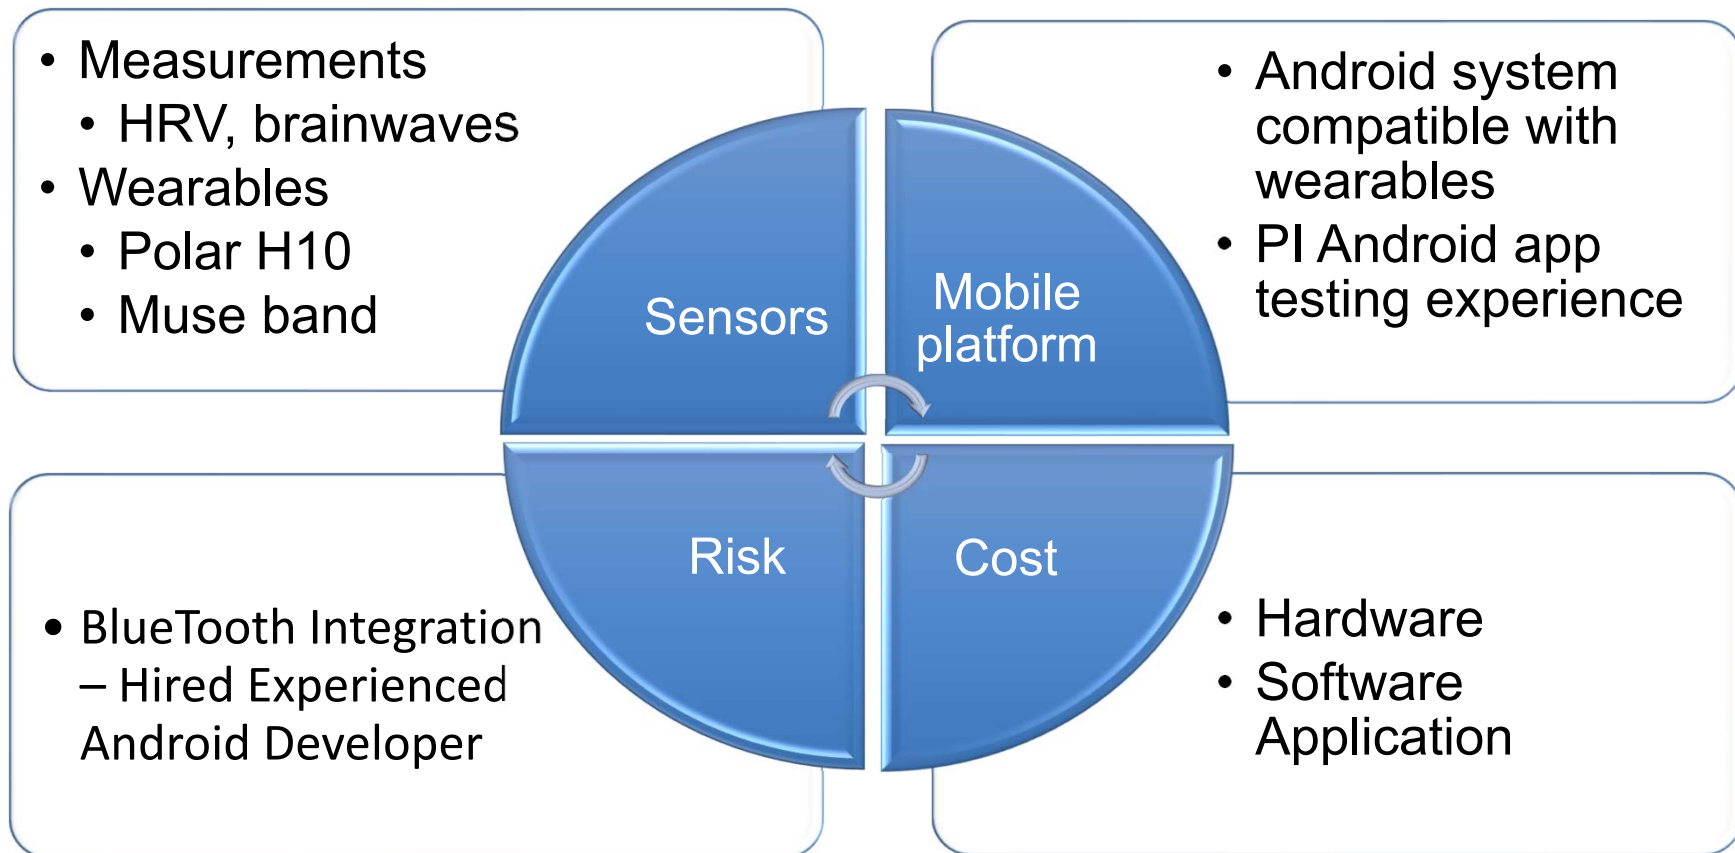 • Measurements
• HRV, brainwaves
• Wearables
• Polar H10
• Muse band
• Android system
compatible with
wearables
• PI Android app
testing experience
Sensors
Mobile
platform
Risk
Cost
• BlueTooth Integration
– Hired Experienced
Android Developer
• Hardware
• Software
Application